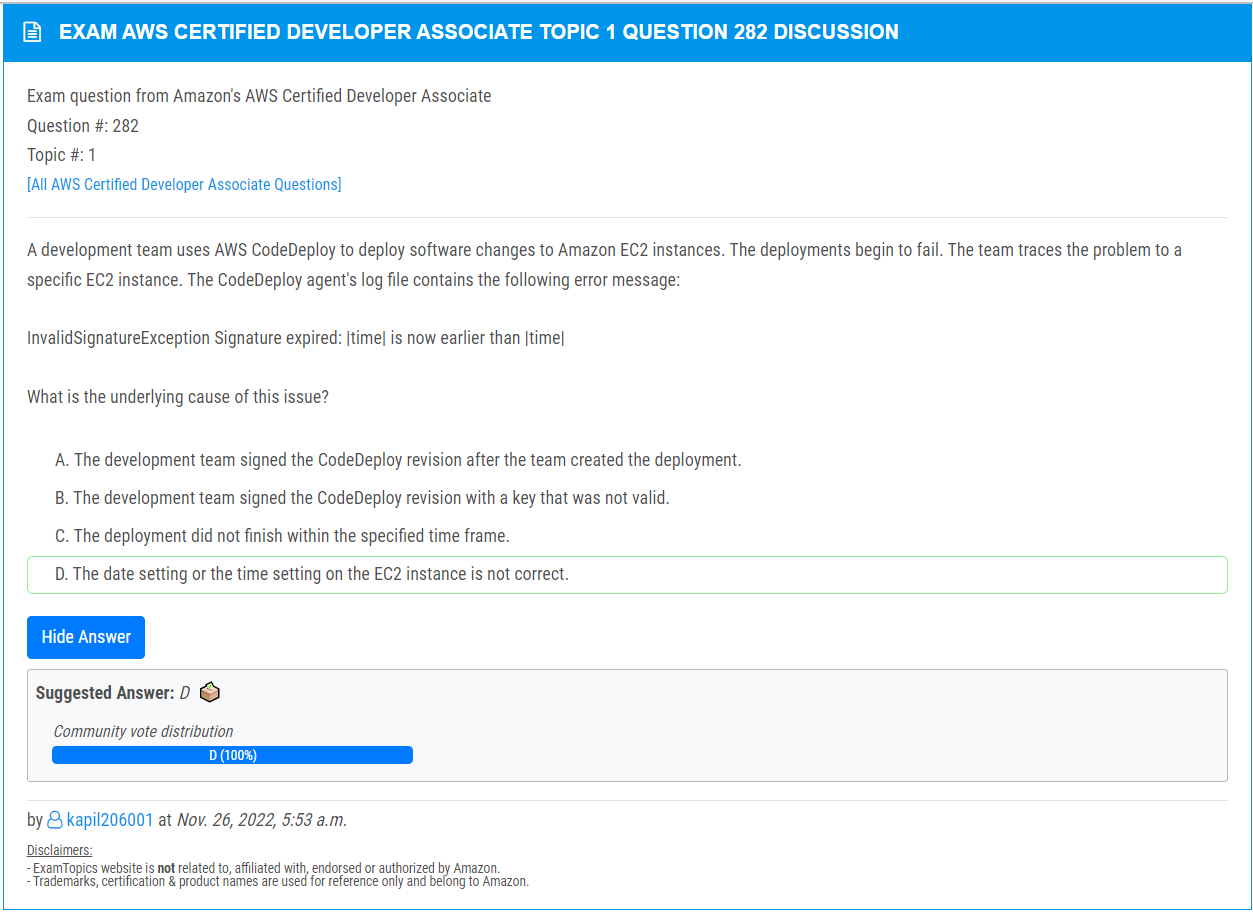 EXAM AWS CERTIFIED DEVELOPER ASSOCIATE TOPIC 1 QUESTION 282 DISCUSSION
Exam question from Amazon's AWS Certified Developer Associate
Question #: 282
Topic #: 1
[All AWS Certified Developer Associate Questions]
A development team uses AWS CodeDeploy to deploy software changes to Amazon EC2 instances. The deployments begin to fail. The team traces the problem to a
specific EC2 instance. The CodeDeploy agent's log file contains the following error message:
InvalidSignatureException Signature expired: |time| is now earlier than |time|
What is the underlying cause of this issue?
A. The development team signed the CodeDeploy revision after the team created the deployment.
B. The development team signed the CodeDeploy revision with a key that was not valid.
C. The deployment did not finish within the specified time frame.
D. The date setting or the time setting on the EC2 instance is not correct.
Hide Answer
Suggested Answer: D
Community vote distribution
D (100%)
by kapil206001 at Nov. 26, 2022, 5:53 a.m.
Disclaimers:
- ExamTopics website is not related to, affiliated with, endorsed or authorized by Amazon.
- Trademarks, certification & product names are used for reference only and belong to Amazon.